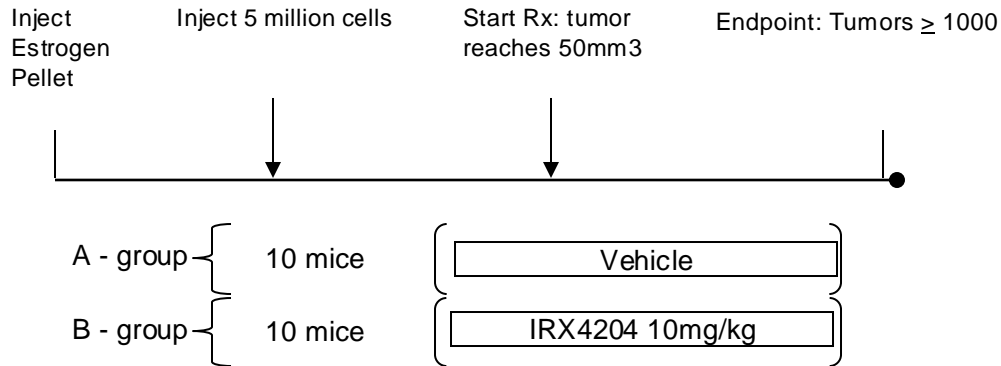 Inject
Estrogen
Pellet
Inject 5 million cells
Start Rx: tumor
reaches 50mm3
Endpoint: Tumors ≥ 1000
A - group
10 mice
Vehicle
B - group
10 mice
IRX4204 10mg/kg